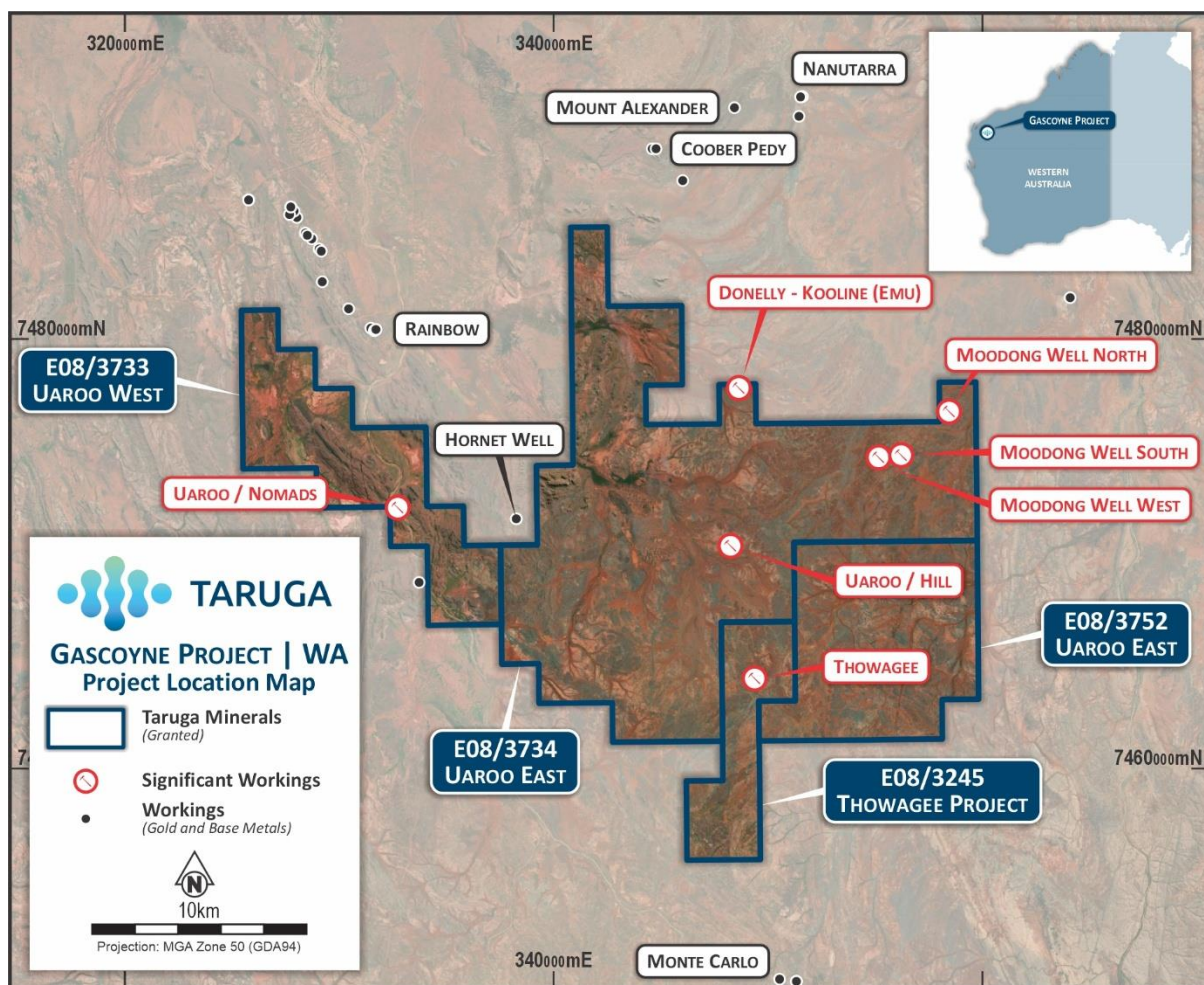 320000mE
340000mE
NANUTARRA
MOUNT ALEXANDER
COOBER PEDY
GASCOYNE PROJECT
WESTERN
AUSTRALIA
DONELLY - KOOLINE (EMU)
7480000mN
RAINBOW
7480000mN
MOODONG WELL NORTH
E08/3733
UAROO WEST
HORNET WELL
MOODONG WELL SOUTH
UAROO / NOMADS
MOODONG WELL WEST
UAROO / HILL
TARUGA
GASCOYNE PROJECT | WA
Project Location Map
Taruga Minerals
(Granted)
Significant Workings
Workings
(Gold and Base Metals)
N
10km
Projection: MGA Zone 50 (GDA94)
E08/3752
UAROO EAST
THOWAGEE
E08/3734
UAROO EAST
7460000mN
E08/3245
THOWAGEE PROJECT
340000mE
MONTE CARLO